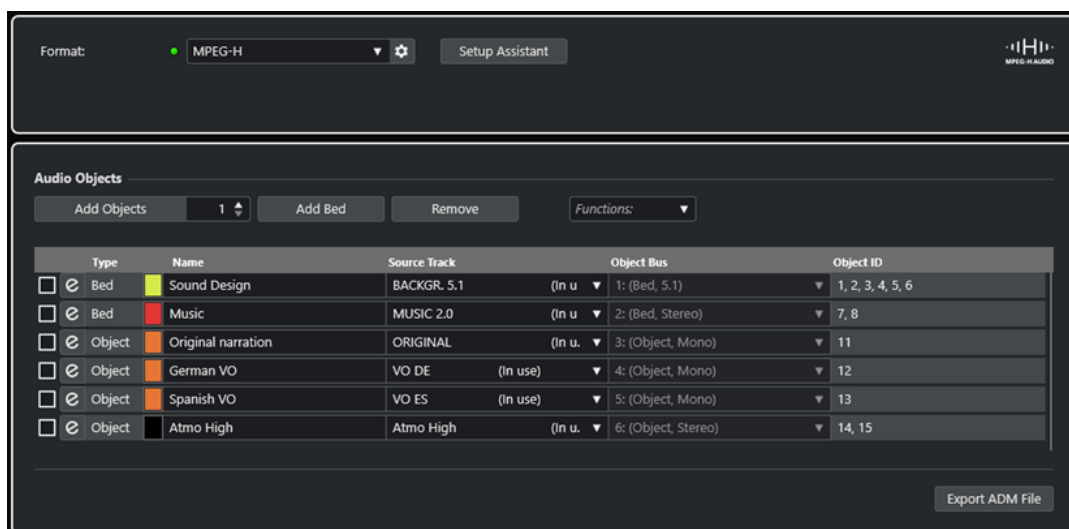 Format: MPEG-H Setup Assistant
MPEG-H AUDIO
Audio Objects
Add Objects 1 Add Bed Remove Functions:
Type Name Source Track Object Bus Object ID
Bed Sound Design BACKGR. 5.1 (In u 1: (Bed, 5.1) 1, 2, 3, 4, 5, 6
Bed Music MUSIC 2.0 (In u 2: (Bed, Stereo) 7, 8
Object Original narration ORIGINAL (In u. 3: (Object, Mono) 11
Object German VO VO DE (In use) 4: (Object, Mono) 12
Object Spanish VO VO ES (In use) 5: (Object, Mono) 13
Object Atmo High Atmo High (In u. 6: (Object, Stereo) 14, 15
Export ADM File